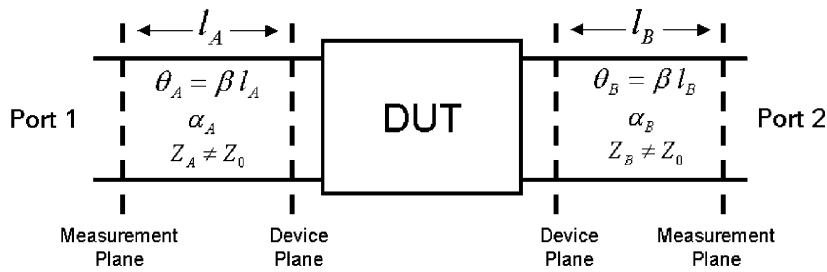 l_A
l_B
θ_A = β l_A
α_A
Z_A ≠ Z_0
Port 1
DUT
θ_B = β l_B
α_B
Z_B ≠ Z_0
Port 2
Measurement
Plane
Device
Plane
Device
Plane
Measurement
Plane